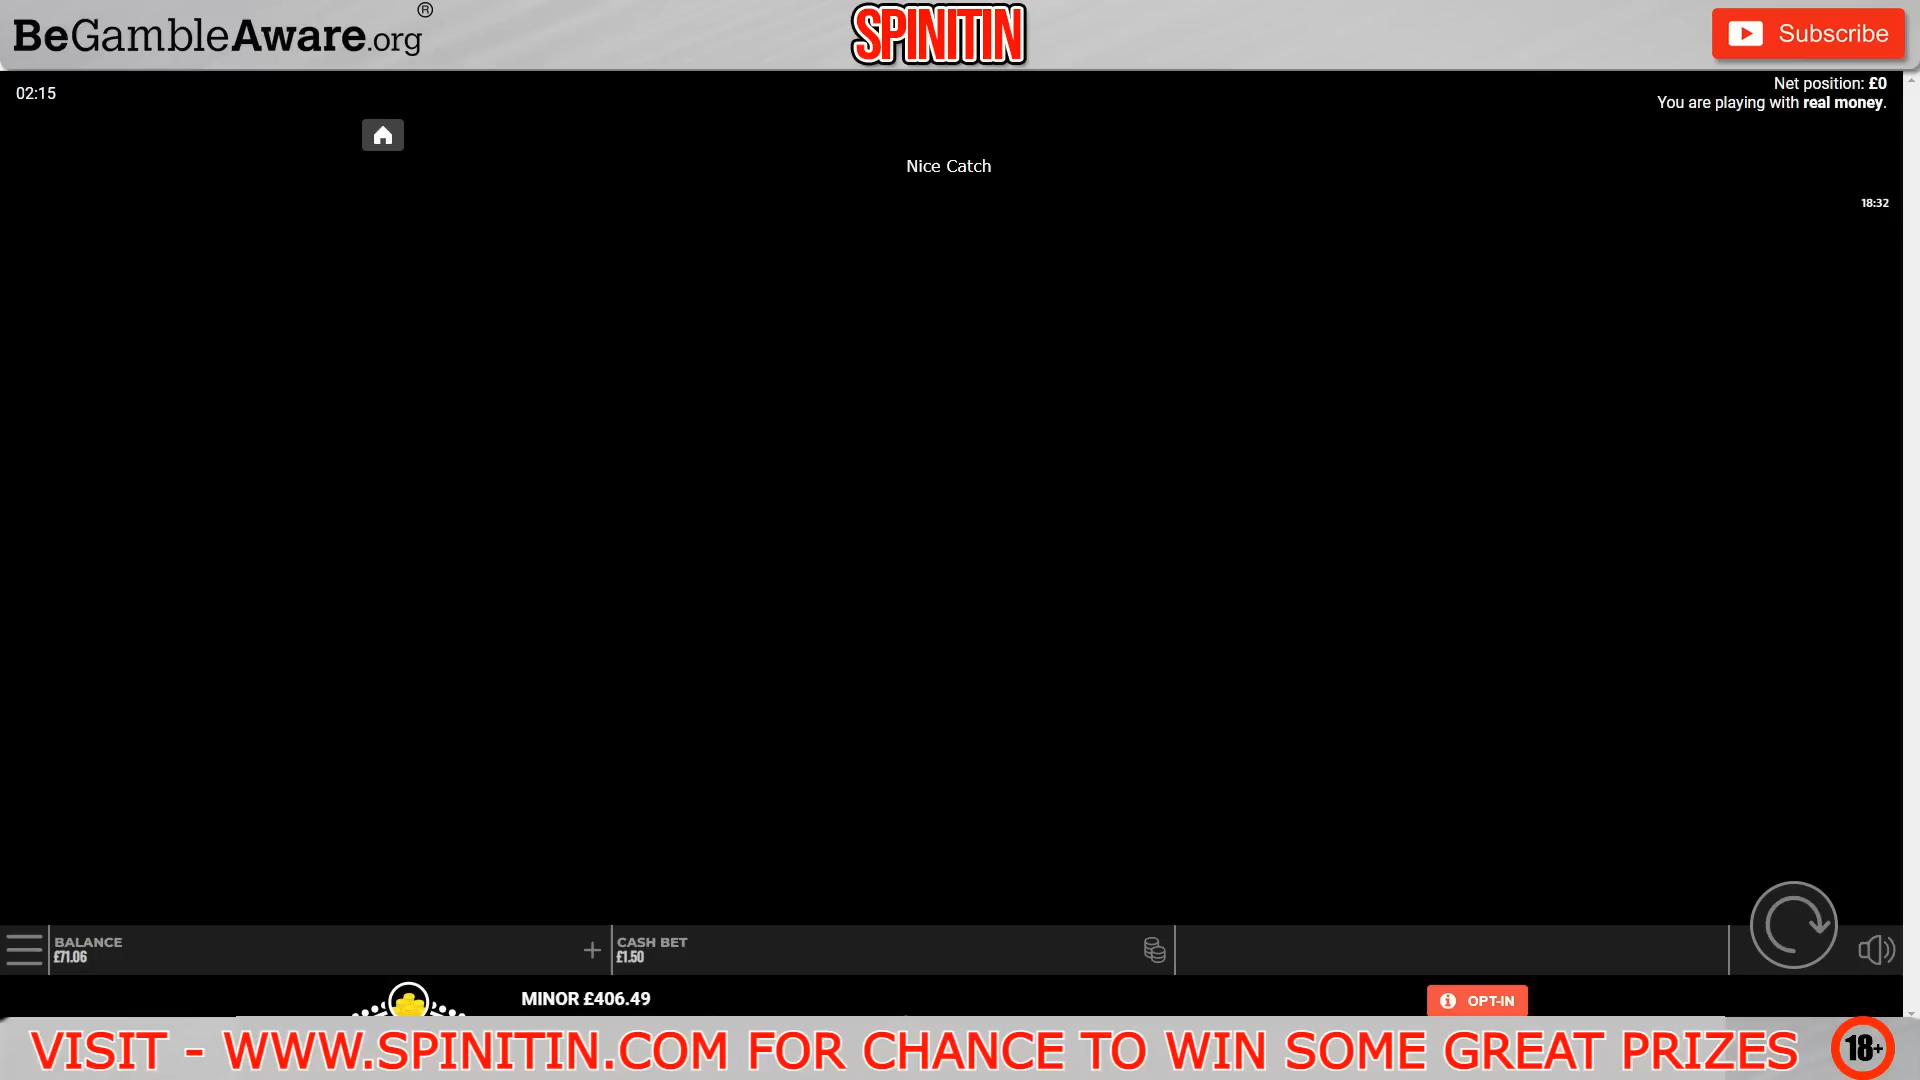 BeGambleAware.org®
SPINITIN
Subscribe
02:15
Net position: £0
You are playing with real money.
Nice Catch
18:32
BALANCE
£71.06
CASH BET
£1.50
MINOR £406.49
OPT-IN
VISIT - WWW.SPINITIN.COM FOR CHANCE TO WIN SOME GREAT PRIZES
18+